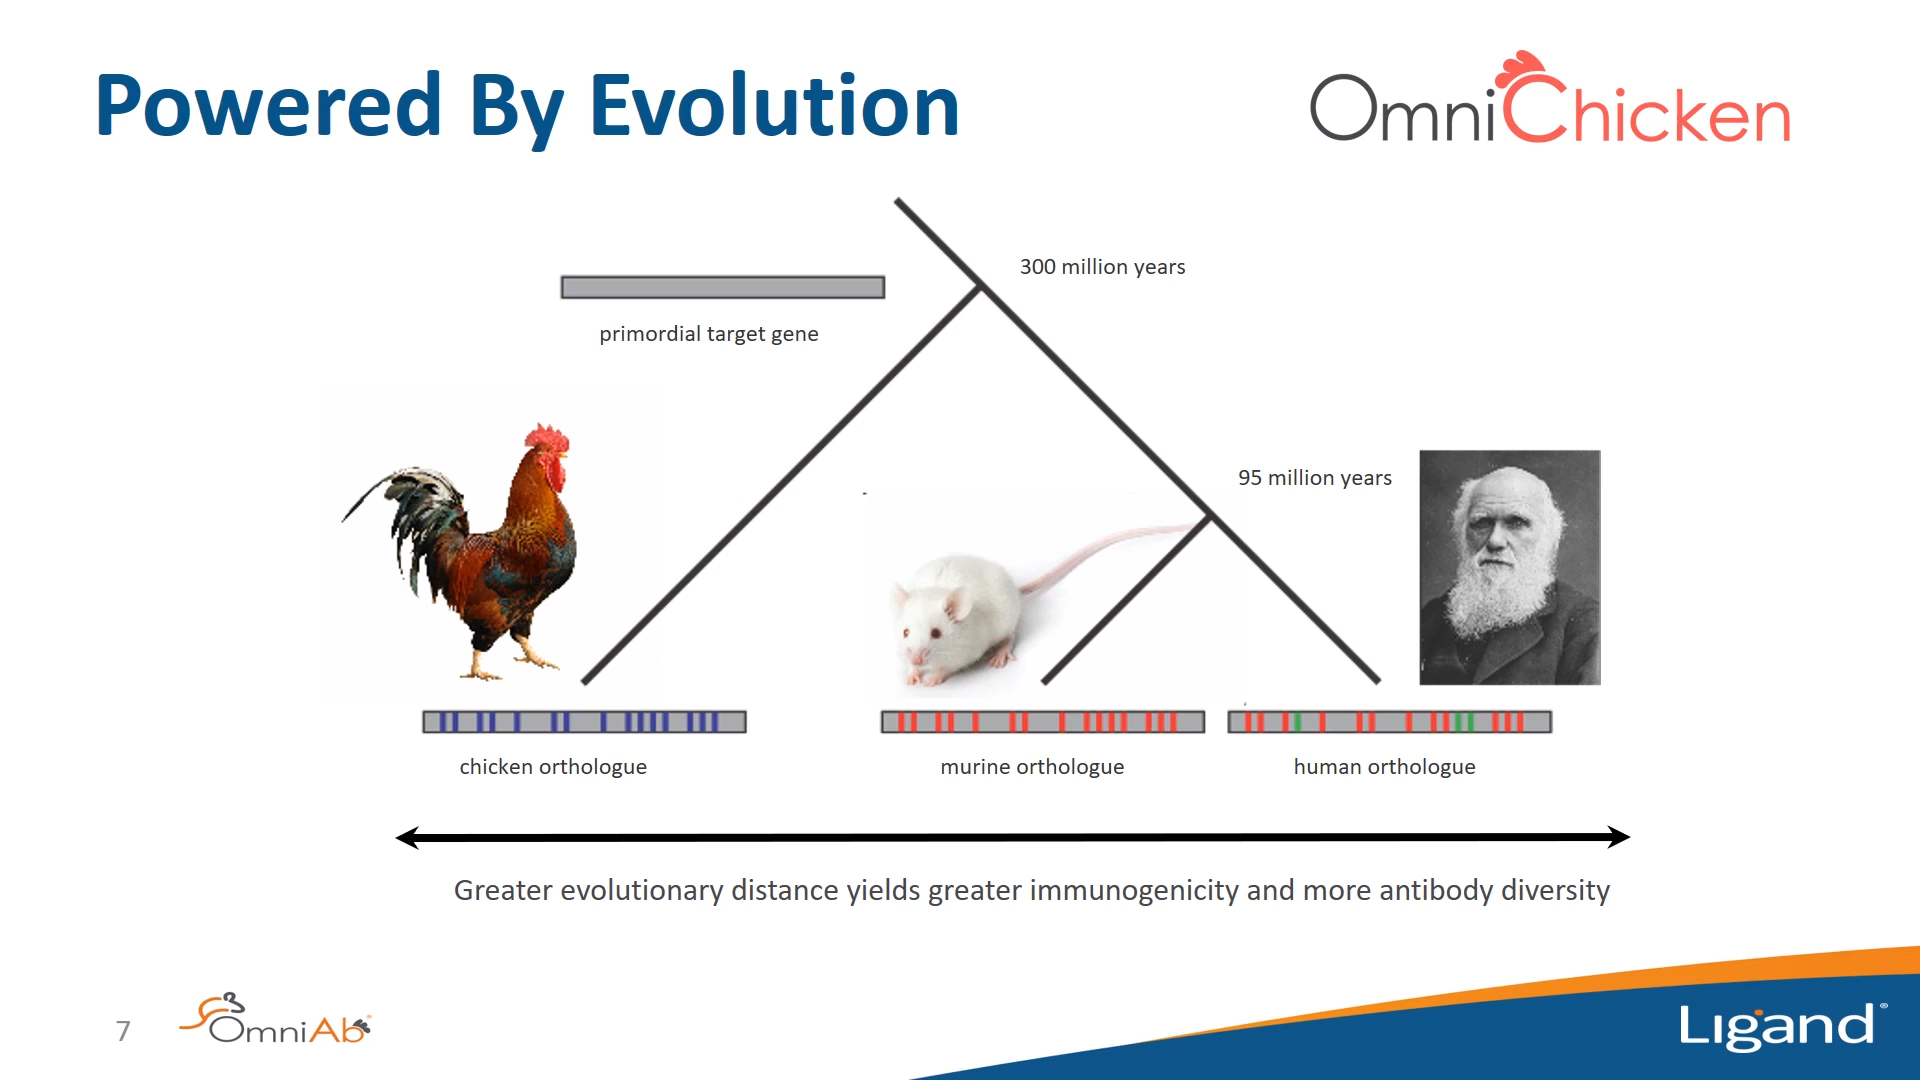 Powered By Evolution
OmniChicken
300 million years
primordial target gene
95 million years
chicken orthologue
murine orthologue
human orthologue
Greater evolutionary distance yields greater immunogenicity and more antibody diversity
7
OmniAb®
Ligand®